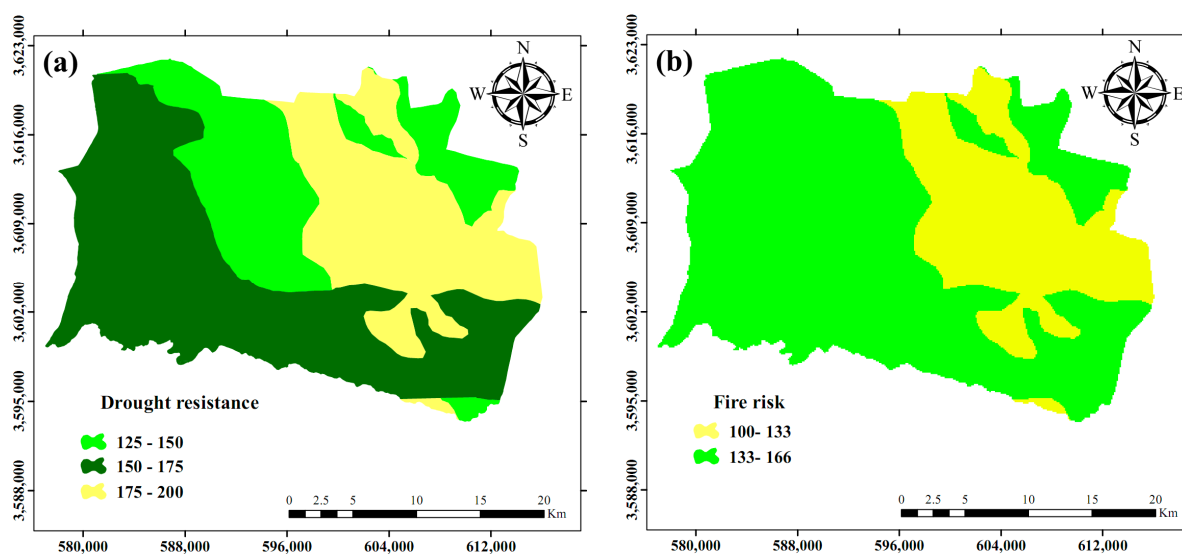 (a)
N
W
E
S
3,623,000
3,616,000
3,609,000
3,602,000
3,595,000
3,588,000
Drought resistance
125 - 150
150 - 175
175 - 200
0 2.5 5 10 15 20
Km
580,000 588,000 596,000 604,000 612,000
(b)
N
W
E
S
3,623,000
3,616,000
3,609,000
3,602,000
3,595,000
3,588,000
Fire risk
100- 133
133- 166
0 2.5 5 10 15 20
Km
580,000 588,000 596,000 604,000 612,000